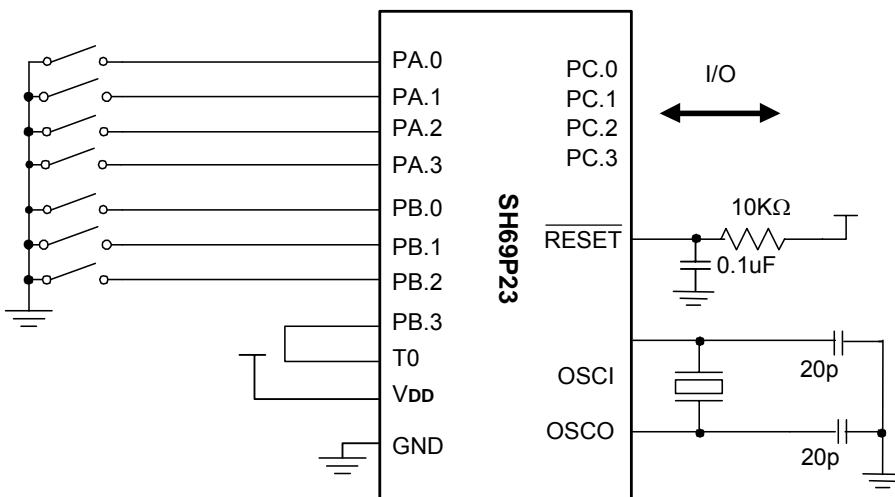 PA.0
PA.1
PA.2
PA.3
PB.0
PB.1
PB.2
PB.3
T0
VDD
GND
SH69P23
PC.0
PC.1
PC.2
PC.3
I/O
RESET
10KΩ
0.1uF
OSCI
OSCO
20p
20p